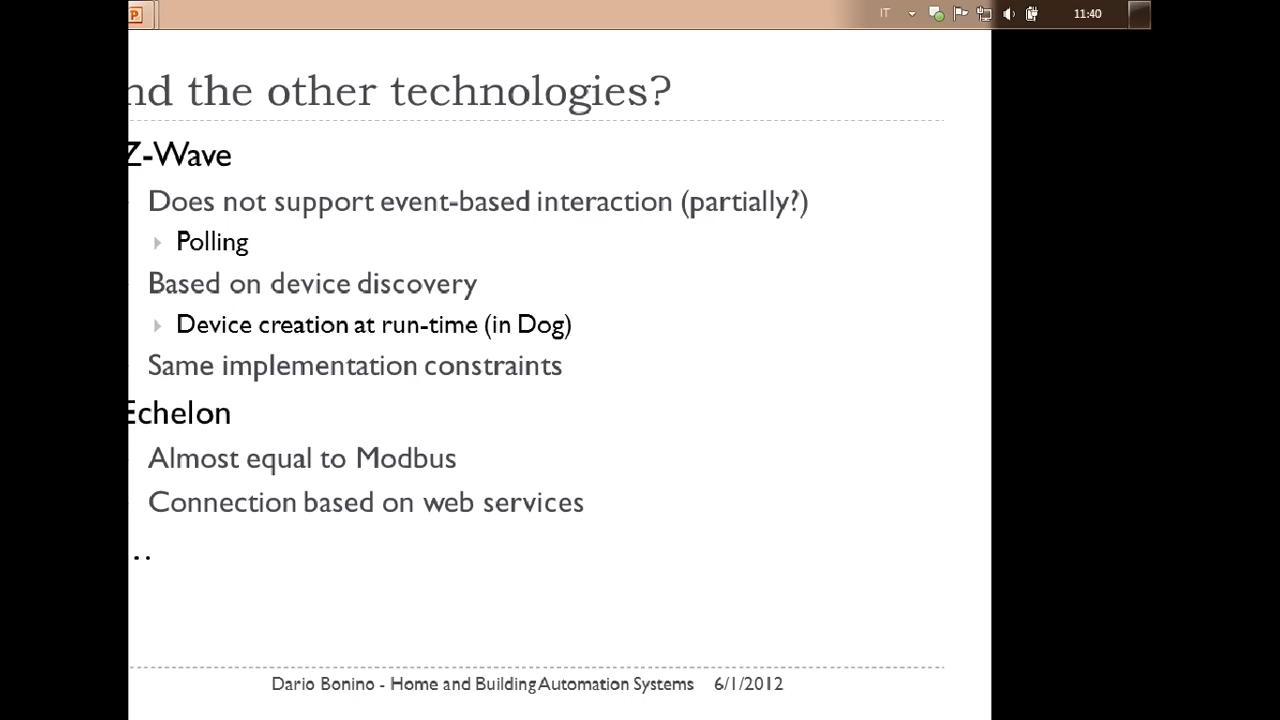 IT 11:40
nd the other technologies?
Z-Wave
Does not support event-based interaction (partially?)
Polling
Based on device discovery
Device creation at run-time (in Dog)
Same implementation constraints
Echelon
Almost equal to Modbus
Connection based on web services
..
Dario Bonino - Home and Building Automation Systems 6/1/2012